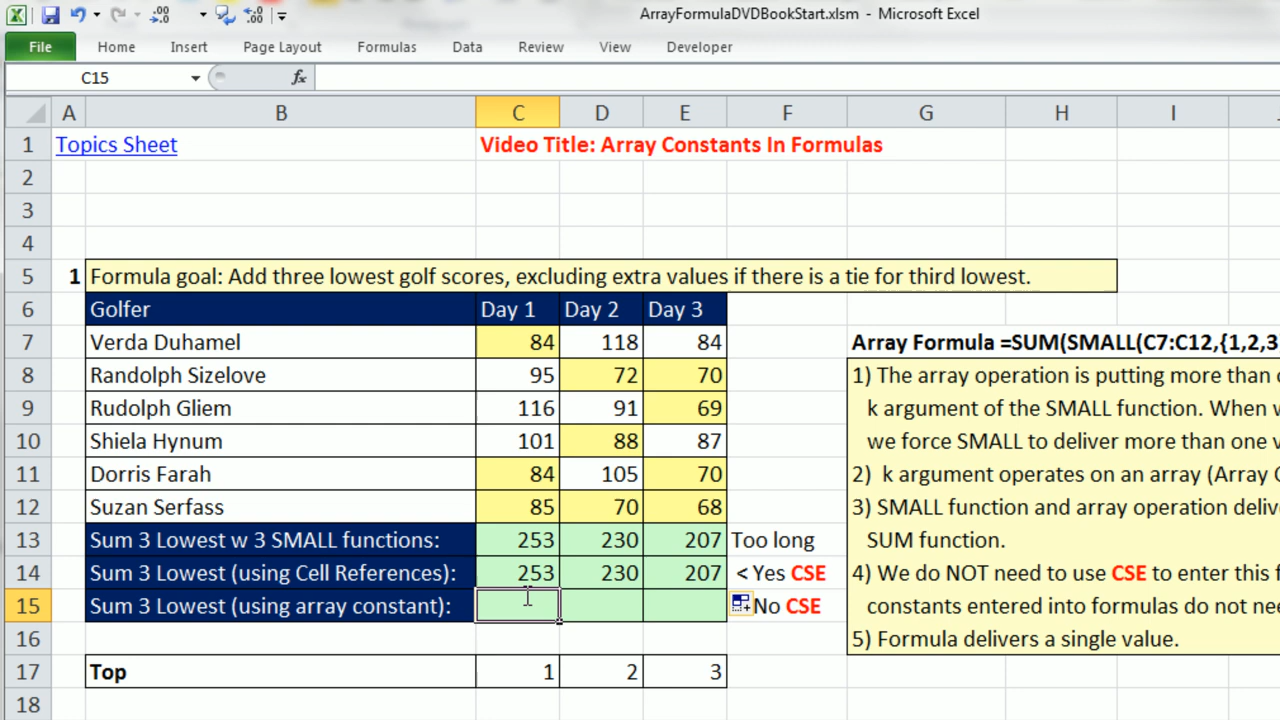 ArrayFormulaDVDBookStart.xlsm - Microsoft Excel
File Home Insert Page Layout Formulas Data Review View Developer
C15 fx
A B C D E F G H I
1 Topics Sheet Video Title: Array Constants In Formulas
2
3
4
5 1 Formula goal: Add three lowest golf scores, excluding extra values if there is a tie for third lowest.
6 Golfer Day 1 Day 2 Day 3
7 Verda Duhamel 84 118 84 Array Formula =SUM(SMALL(C7:C12,{1,2,3
8 Randolph Sizelove 95 72 70 1) The array operation is putting more than
9 Rudolph Gliem 116 91 69 k argument of the SMALL function. When
10 Shiela Hynum 101 88 87 we force SMALL to deliver more than one
11 Dorris Farah 84 105 70 2) k argument operates on an array (Array
12 Suzan Serfass 85 70 68 3) SMALL function and array operation
13 Sum 3 Lowest w 3 SMALL functions: 253 230 207 Too long SUM function.
14 Sum 3 Lowest (using Cell References): 253 230 207 < Yes CSE 4) We do NOT need to use CSE to enter this
15 Sum 3 Lowest (using array constant): No CSE constants entered into formulas do not
16 5) Formula delivers a single value.
17 Top 1 2 3
18